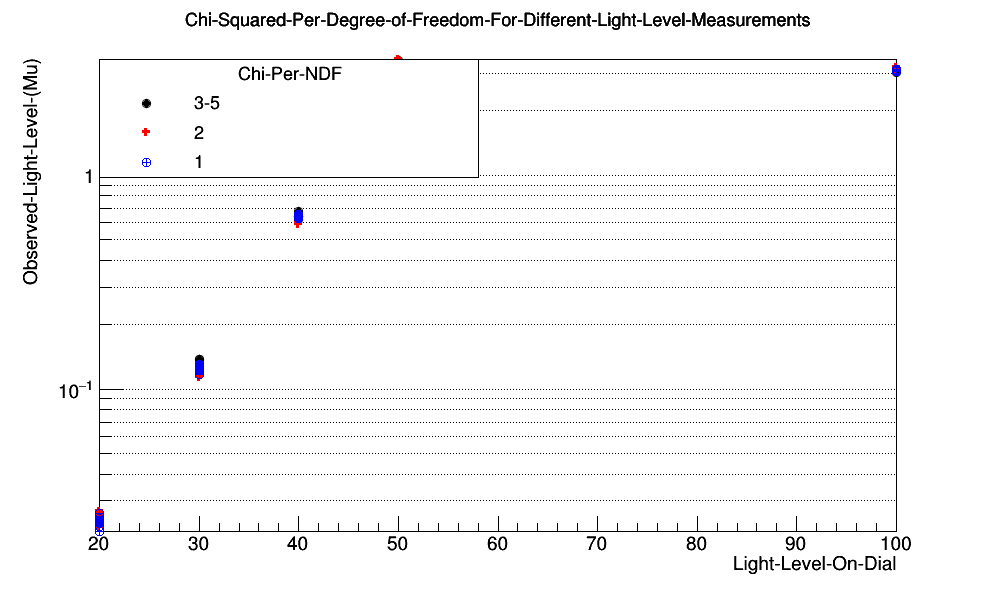 Chi-Squared-Per-Degree-of-Freedom-For-Different-Light-Level-Measurements
Observed-Light-Level-(Mu)
Chi-Per-NDF
3-5
2
1
1
10⁻¹
20 30 40 50 60 70 80 90 100
Light-Level-On-Dial